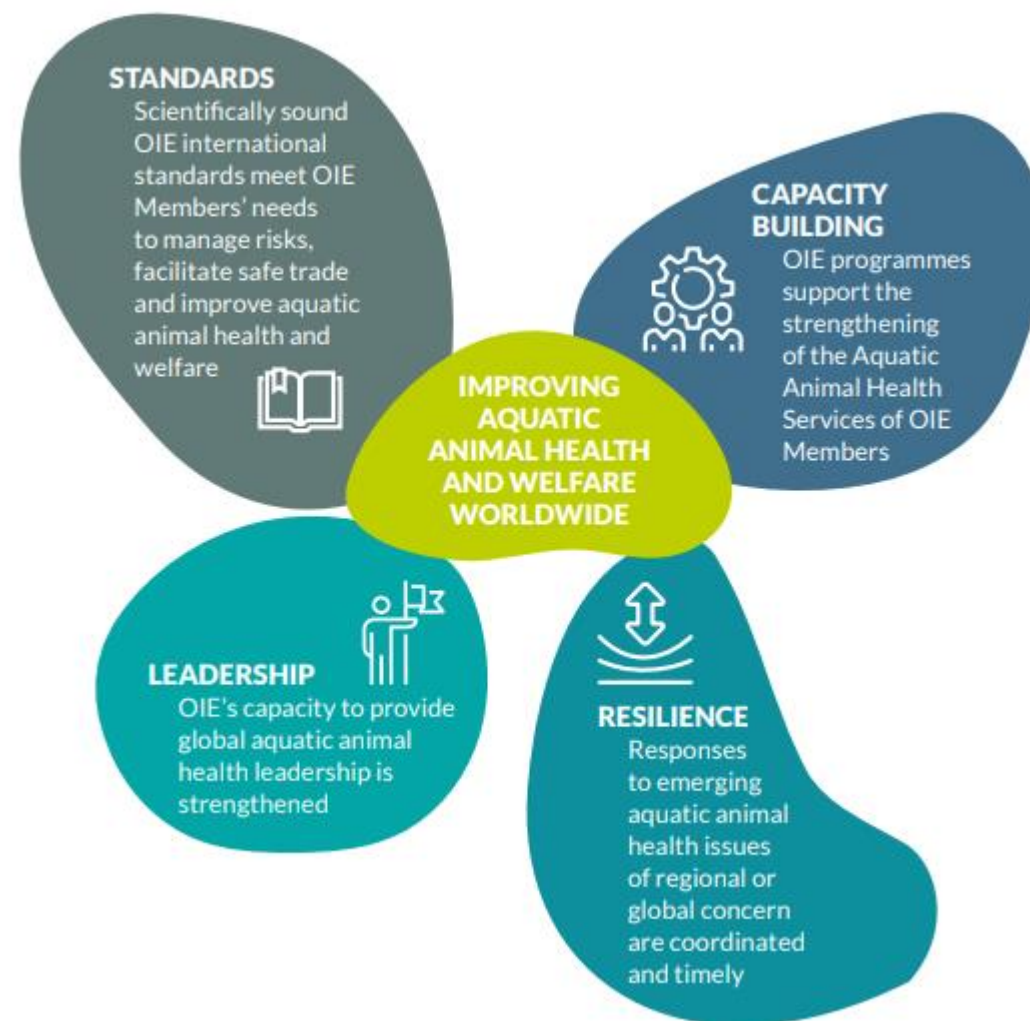 STANDARDS
Scientifically sound
OIE international
standards meet OIE
Members' needs
to manage risks,
facilitate safe trade
and improve aquatic
animal health and
welfare
CAPACITY
BUILDING
OIE programmes
support the
strengthening
of the Aquatic
Animal Health
Services of OIE
Members
IMPROVING
AQUATIC
ANIMAL HEALTH
AND WELFARE
WORLDWIDE
LEADERSHIP
OIE's capacity to provide
global aquatic animal
health leadership is
strengthened
RESILIENCE
Responses
to emerging
aquatic animal
health issues
of regional or
global concern
are coordinated
and timely